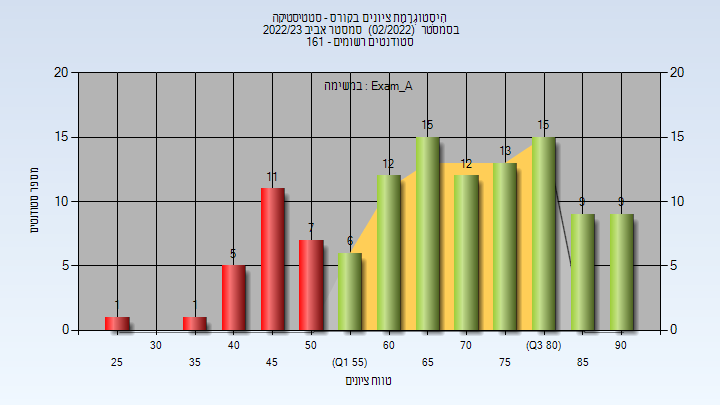 היסטוגרמת ציונים בקורס - סטטיסטיקה
בסמסטר (02/2022) סמסטר אביב 2022/23
סטודנטים רשומים - 161
במשימה : Exam_A
מספר סטודנטים
20 20
15 15
10 10
5 5
0 0
1 1 5 11 7 6 12 15 12 13 15 9 9
30 40 50 60 70 (Q3 80) 90
25 35 45 (Q1 55) 65 75 85
טווח ציונים